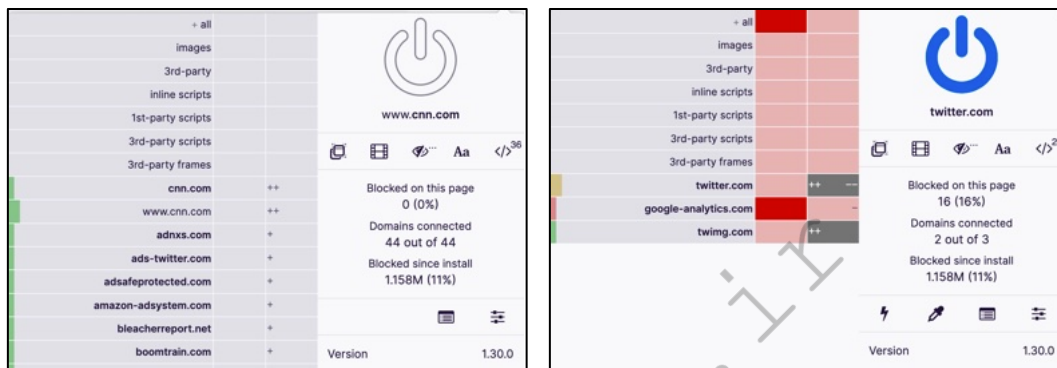 + all
images
3rd-party
inline scripts
1st-party scripts
3rd-party scripts
3rd-party frames
cnn.com ++
www.cnn.com ++
adnxs.com +
ads-twitter.com +
adsafeprotected.com +
amazon-adsystem.com +
bleacherreport.net +
boomtrain.com +
www.cnn.com
Aa </> 36
Blocked on this page
0 (0%)
Domains connected
44 out of 44
Blocked since install
1.158M (11%)
Version 1.30.0
+ all
images
3rd-party
inline scripts
1st-party scripts
3rd-party scripts
3rd-party frames
twitter.com ++ --
google-analytics.com -
twimg.com ++
twitter.com
Aa </> 2
Blocked on this page
16 (16%)
Domains connected
2 out of 3
Blocked since install
1.158M (11%)
Version 1.30.0